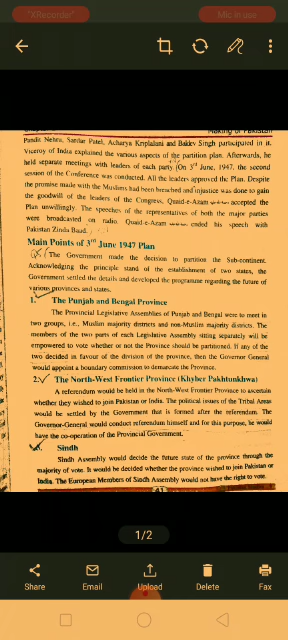 "XRecorder"
Mic in use
Making of Pakistan
Pandit Nehru, Sardar Patel, Acharya Kriplalani and Baldev Singh participated in it.
Viceroy of India explained the various aspects of the partition plan. Afterwards, he
held separate meetings with leaders of each party. On 3rd June, 1947, the second
session of the Conference was conducted. All the leaders approved the Plan. Despite
the promise made with the Muslims had been breached and injustice was done to gain
the goodwill of the leaders of the Congress, Quaid-e-Azam accepted the
Plan unwillingly. The speeches of the representatives of both the major parties
were broadcasted on radio. Quaid-e-Azam ended his speech with
Pakistan Zinda Baad.
Main Points of 3rd June 1947 Plan
The Government made the decision to partition the Sub-continent.
Acknowledging the principle stand of the establishment of two states, the
Government settled the details and developed the programme regarding the future of
various provinces and states.
1. The Punjab and Bengal Province
The Provincial Legislative Assemblies of Punjab and Bengal were to meet in
two groups, i.e., Muslim majority districts and non-Muslim majority districts. The
members of the two parts of each Legislative Assembly sitting separately will be
empowered to vote whether or not the Province should be partitioned. If any of the
two decided in favour of the division of the province, then the Governor General
would appoint a boundary commission to demarcate the Province.
2. The North-West Frontier Province (Khyber Pakhtunkhwa)
A referendum would be held in the North-West Frontier Province to ascertain
whether they wished to join Pakistan or India. The political issues of the Tribal Areas
would be settled by the Government that is formed after the referendum. The
Governor-General would conduct referendum himself and for this purpose, he would
have the co-operation of the Provincial Government.
3. Sindh
Sindh Assembly would decide the future state of the province through the
majority of vote. It would be decided whether the province wished to join Pakistan or
India. The European Members of Sindh Assembly would not have the right to vote.
1/2
Share
Email
Upload
Delete
Fax